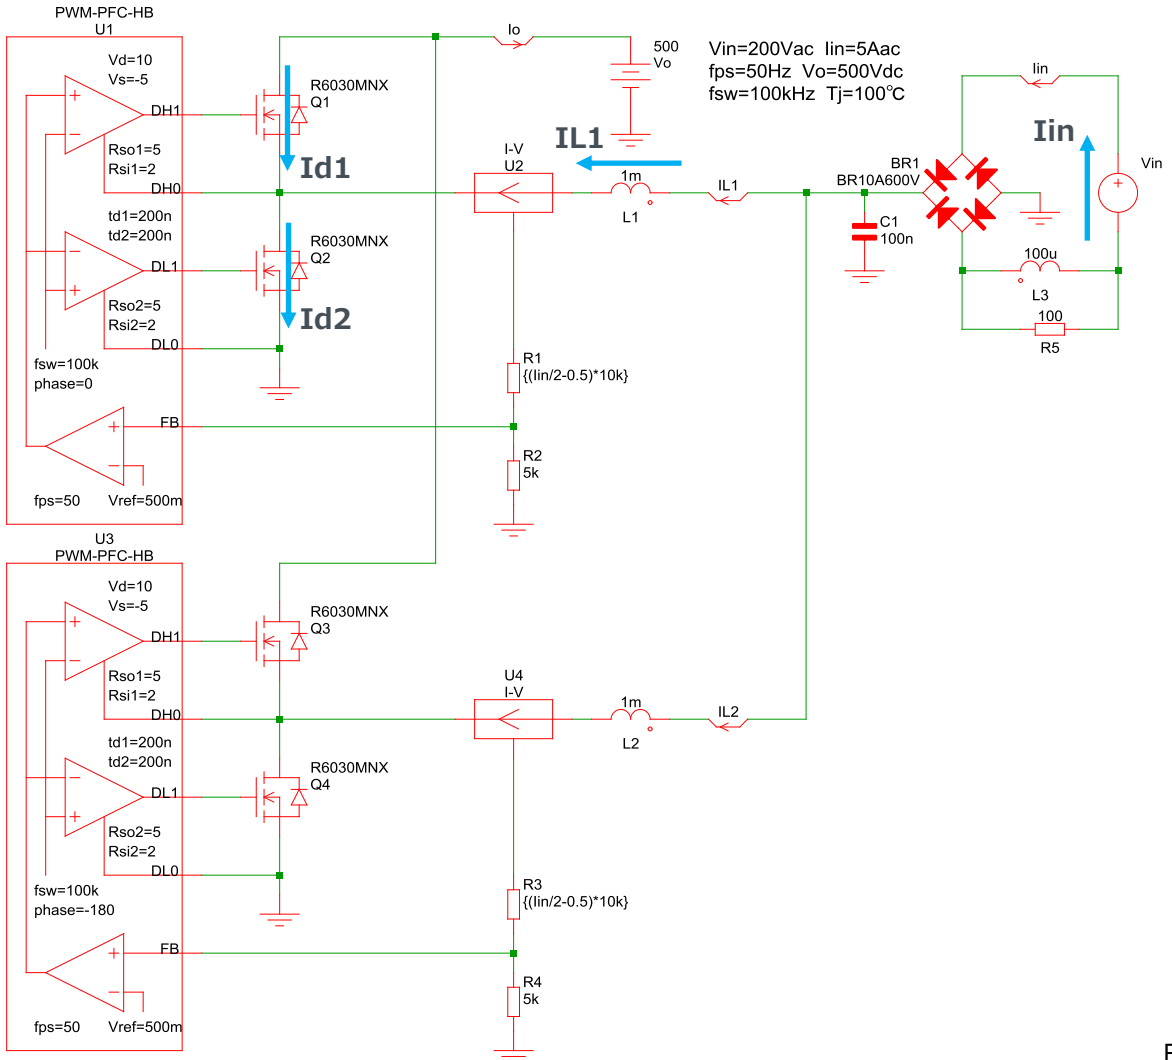 PWM-PFC-HB
U1
Vd=10
Vs=-5
DH1
Rso1=5
Rsi1=2
DH0
td1=200n
td2=200n
DL1
Rso2=5
Rsi2=2
DL0
fsw=100k
phase=0
FB
fps=50
Vref=500m
R6030MNX
Q1
Id1
R6030MNX
Q2
Id2
Io
500
Vo
Vin=200Vac Iin=5Aac
fps=50Hz Vo=500Vdc
fsw=100kHz Tj=100℃
I-V
U2
IL1
1m
L1
IL1
R1
{(Iin/2-0.5)*10k}
R2
5k
C1
100n
BR1
BR10A600V
Iin
Iin
Vin
100u
L3
100
R5
U3
PWM-PFC-HB
Vd=10
Vs=-5
DH1
Rso1=5
Rsi1=2
DH0
td1=200n
td2=200n
DL1
Rso2=5
Rsi2=2
DL0
fsw=100k
phase=-180
FB
fps=50
Vref=500m
R6030MNX
Q3
R6030MNX
Q4
U4
I-V
1m
L2
IL2
R3
{(Iin/2-0.5)*10k}
R4
5k